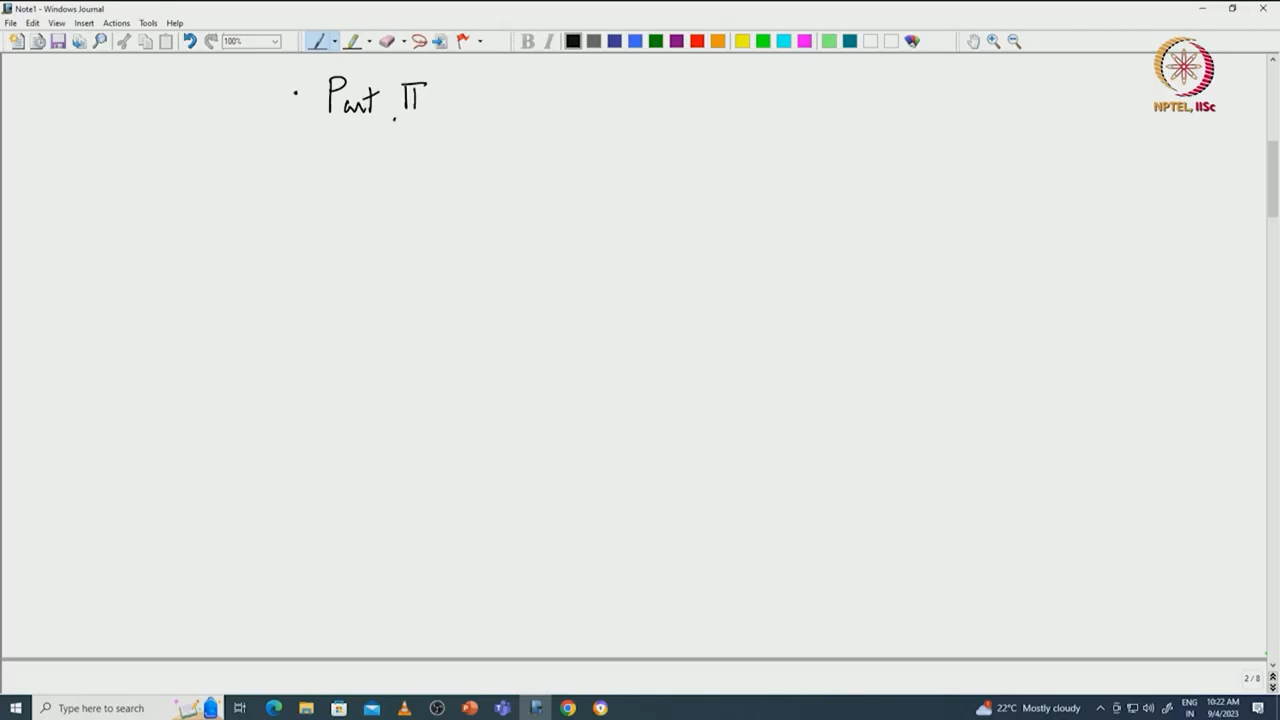 Note1 - Windows Journal
File Edit View Insert Actions Tools Help
100%
B I
NPTEL, IISc
· Part II
2 / 8
Type here to search
22°C Mostly cloudy
ENG
IN
10:22 AM
9/4/2023